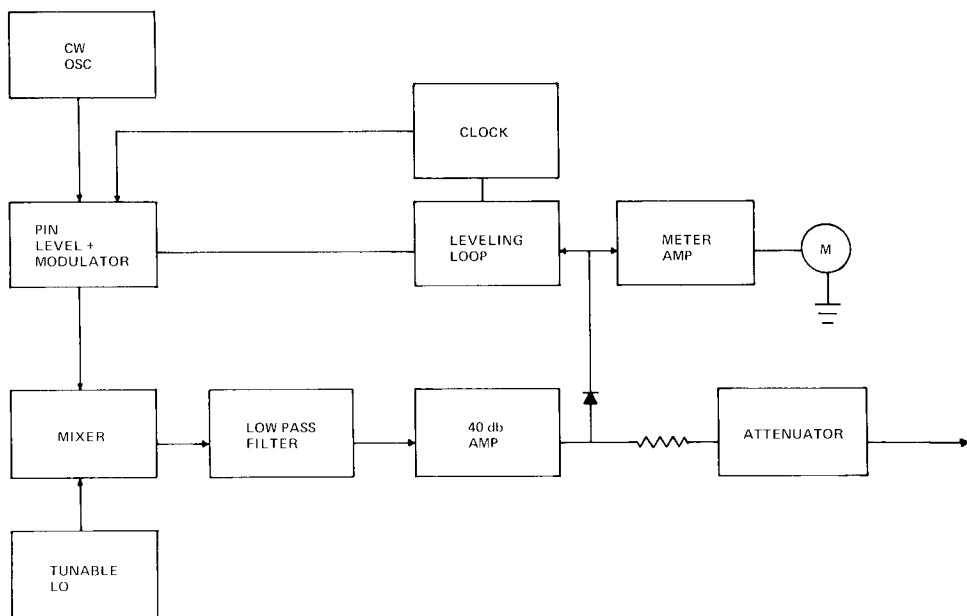 CW
OSC
CLOCK
PIN
LEVEL +
MODULATOR
LEVELING
LOOP
METER
AMP
M
MIXER
LOW PASS
FILTER
40 db
AMP
ATTENUATOR
TUNABLE
LO